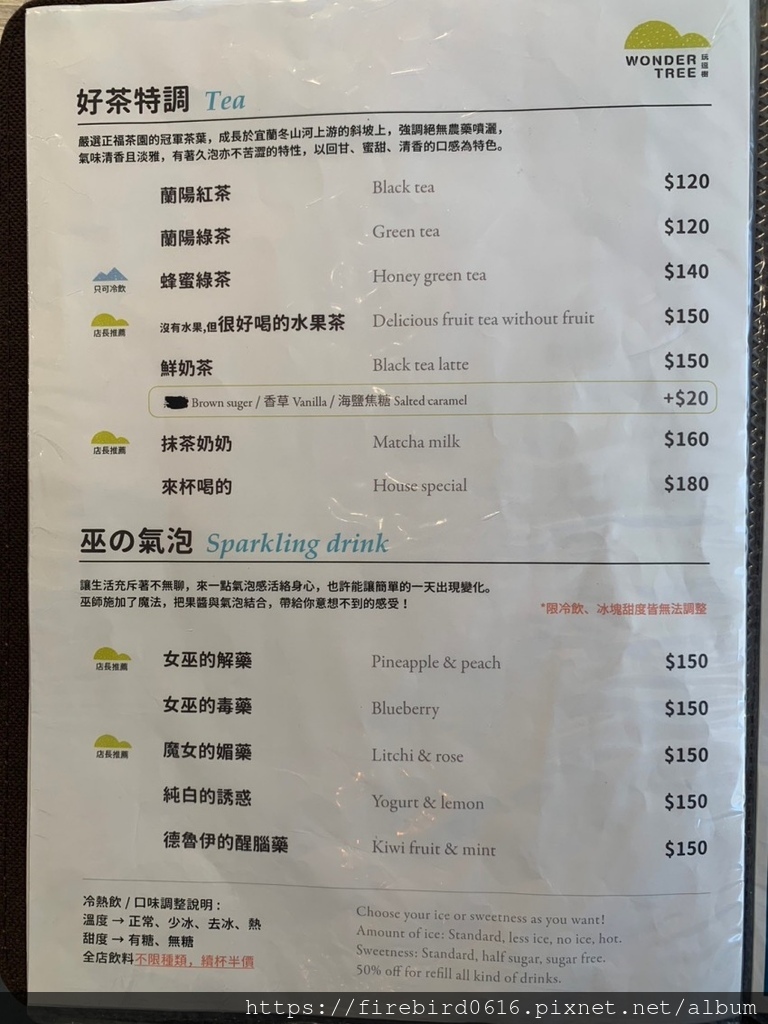 WONDER TREE 玩逗樹
好茶特調 Tea
嚴選正福茶園的冠軍茶葉，成長於宜蘭冬山河上游的斜坡上，強調絕無農藥噴灑，
氣味清香且淡雅，有著久泡亦不苦澀的特性，以回甘、蜜甜、清香的口感為特色。
蘭陽紅茶 Black tea $120
蘭陽綠茶 Green tea $120
只可冷飲 蜂蜜綠茶 Honey green tea $140
店長推薦 沒有水果,但很好喝的水果茶 Delicious fruit tea without fruit $150
鮮奶茶 Black tea latte $150
Brown suger / 香草 Vanilla / 海鹽焦糖 Salted caramel +$20
店長推薦 抹茶奶奶 Matcha milk $160
來杯喝的 House special $180
巫の氣泡 Sparkling drink
讓生活充斥著不無聊，來一點氣泡感活絡身心，也許能讓簡單的一天出現變化。
巫師施加了魔法，把果醬與氣泡結合，帶給你意想不到的感受！
*限冷飲、冰塊甜度皆無法調整
店長推薦 女巫的解藥 Pineapple & peach $150
女巫的毒藥 Blueberry $150
店長推薦 魔女的媚藥 Litchi & rose $150
純白的誘惑 Yogurt & lemon $150
德魯伊的醒腦藥 Kiwi fruit & mint $150
冷熱飲 / 口味調整說明：
溫度 → 正常、少冰、去冰、熱
甜度 → 有糖、無糖
全店飲料不限種類，續杯半價
Choose your ice or sweetness as you want!
Amount of ice: Standard, less ice, no ice, hot.
Sweetness: Standard, half sugar, sugar free.
50% off for refill all kind of drinks.
https://firebird0616.pixnet.net/album